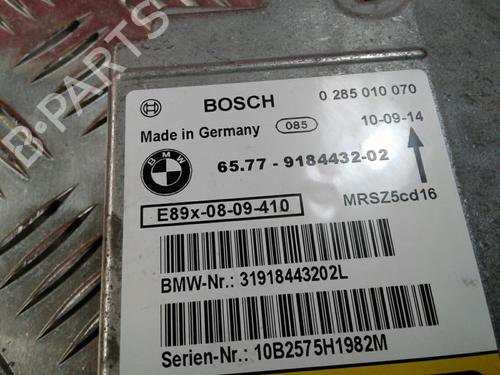 B-PARTS
BOSCH 0 285 010 070
Made in Germany 085 10-09-14
BMW 65.77 - 9184432-02
E89x-08-09-410 MRSZ5cd16
BMW-Nr.: 31918443202L
Serien-Nr.: 10B2575H1982M